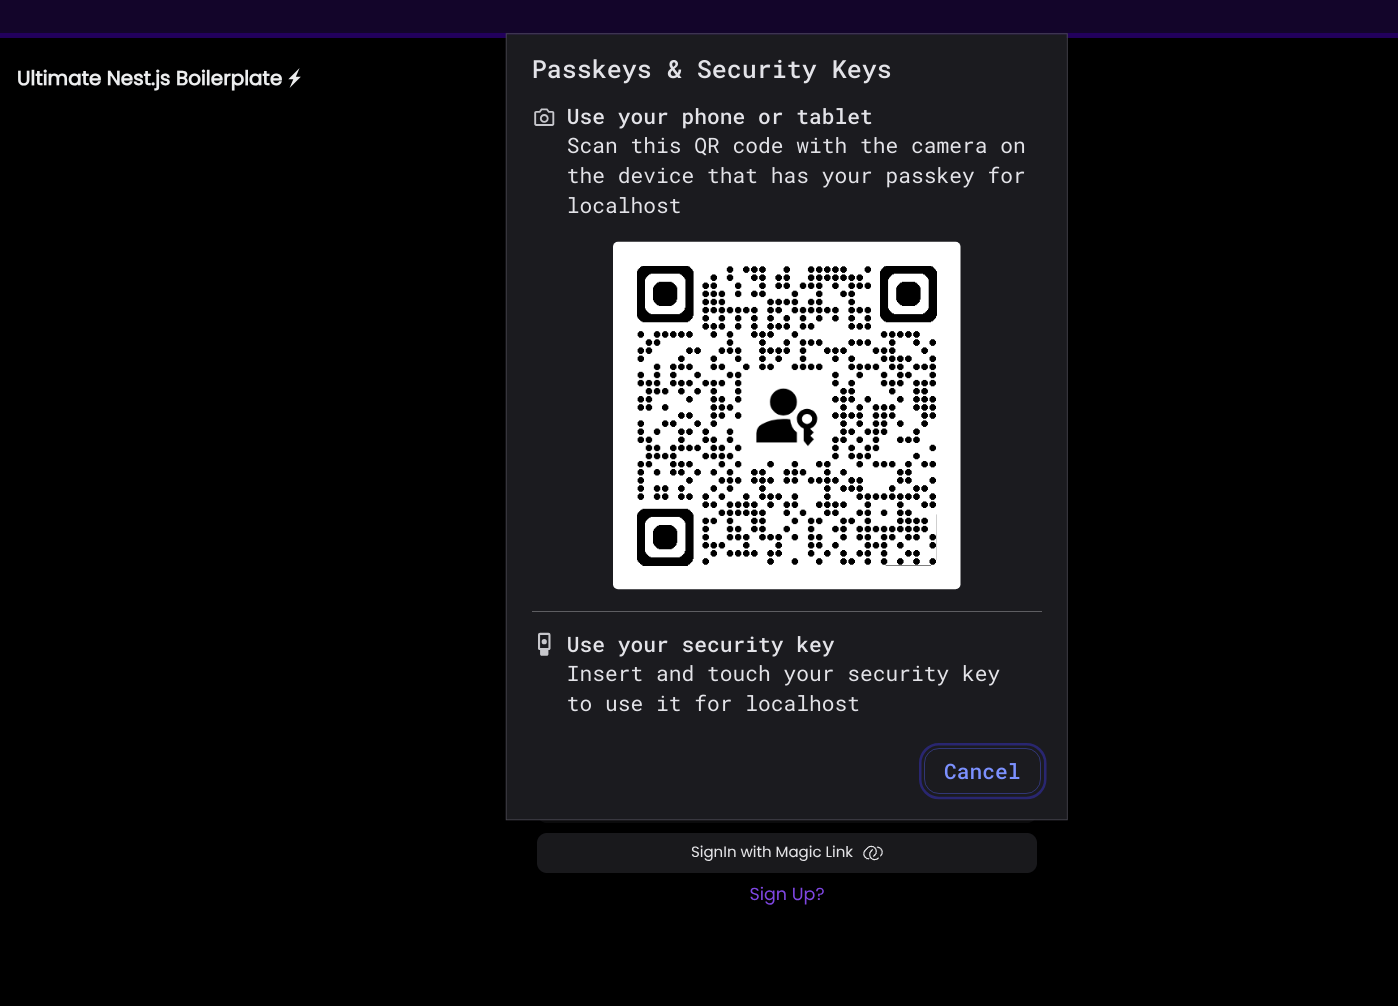 Ultimate Nest.js Boilerplate
Passkeys & Security Keys
Use your phone or tablet
Scan this QR code with the camera on
the device that has your passkey for
localhost
Use your security key
Insert and touch your security key
to use it for localhost
Cancel
SignIn with Magic Link
Sign Up?